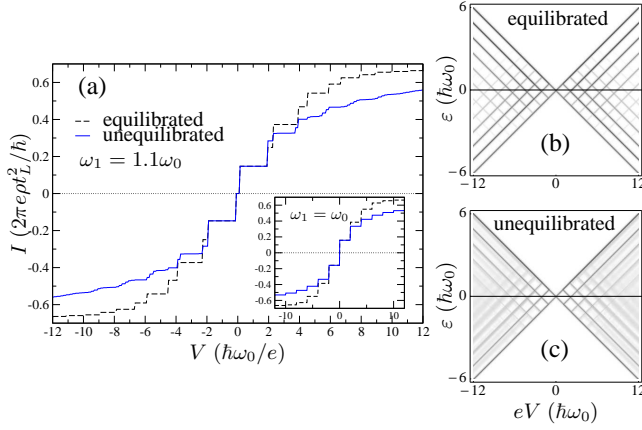 (a)
equilibrated
unequilibrated
ω₁ = 1.1ω₀
I (2πeρt²_L/ħ)
0.6
0.4
0.2
0
-0.2
-0.4
-0.6
-12 -10 -8 -6 -4 -2 0 2 4 6 8 10 12
V (ħω₀/e)
ω₁ = ω₀
0.6
0.4
0.2
0
-0.2
-0.4
-0.6
-10 0 10
equilibrated
(b)
ε (ħω₀)
6
0
-6
-12 0 12
unequilibrated
(c)
ε (ħω₀)
6
0
-6
-12 0 12
eV (ħω₀)